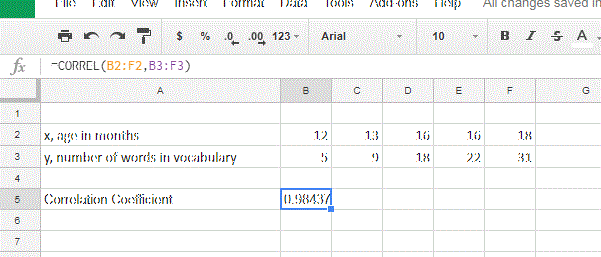 File Edit View Insert Format Data Tools Add-ons Help All changes saved in
$ % .0 .00 123 Arial 10 B I S A
fx =CORREL(B2:F2,B3:F3)
A B C D E F G
1
2 x, age in months 12 13 16 16 18
3 y, number of words in vocabulary 5 9 18 22 31
4
5 Correlation Coefficient 0.98437
6
7